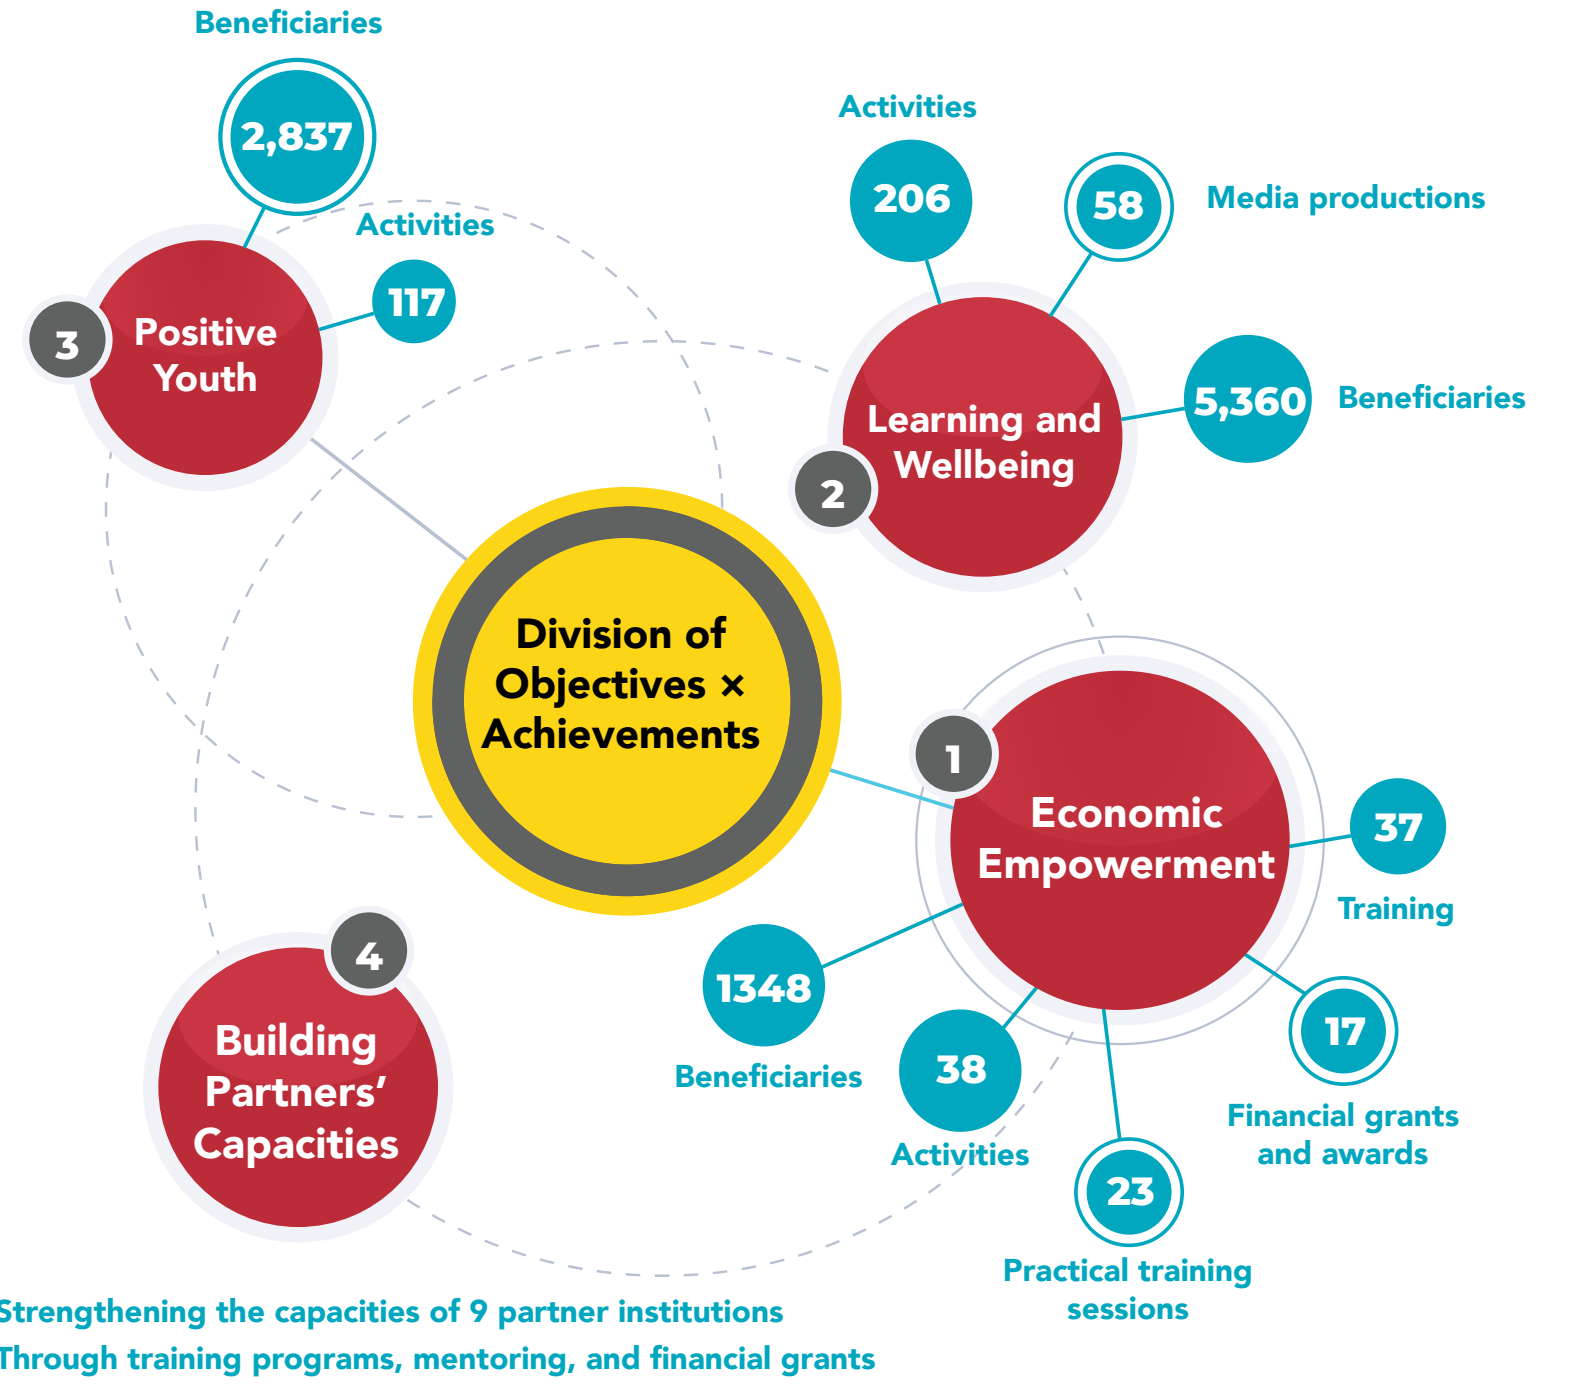 Beneficiaries
2,837
Activities
117
3
Positive
Youth
Activities
206
58
Media productions
5,360
Beneficiaries
Learning and
Wellbeing
2
Division of
Objectives ×
Achievements
1
Economic
Empowerment
37
Training
17
Financial grants
and awards
23
Practical training
sessions
38
Activities
1348
Beneficiaries
4
Building
Partners’
Capacities
Strengthening the capacities of 9 partner institutions
Through training programs, mentoring, and financial grants